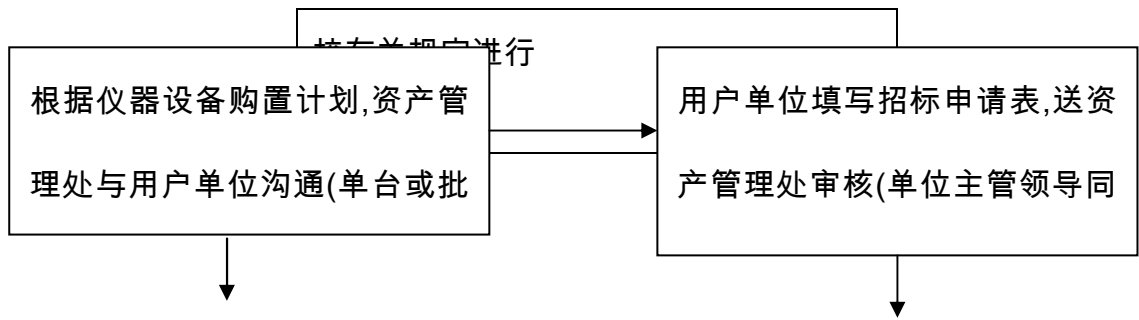 进行
根据仪器设备购置计划,资产管
理处与用户单位沟通(单台或批
用户单位填写招标申请表,送资
产管理处审核(单位主管领导同